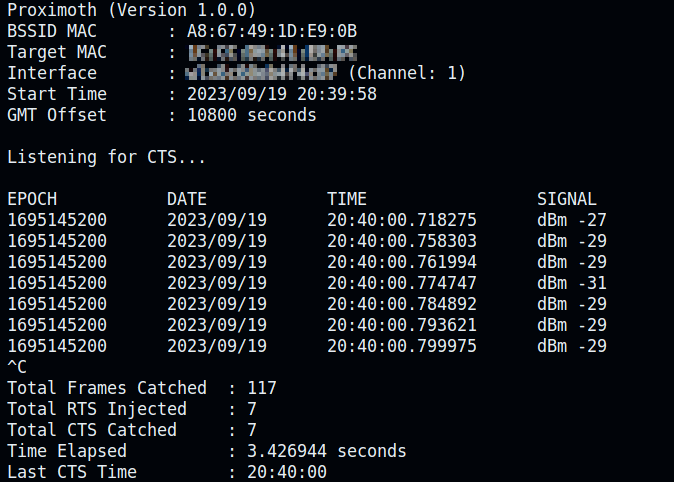 Proximoth (Version 1.0.0)
BSSID MAC : A8:67:49:1D:E9:0B
Target MAC :
Interface : (Channel: 1)
Start Time : 2023/09/19 20:39:58
GMT Offset : 10800 seconds
Listening for CTS...
EPOCH DATE TIME SIGNAL
1695145200 2023/09/19 20:40:00.718275 dBm -27
1695145200 2023/09/19 20:40:00.758303 dBm -29
1695145200 2023/09/19 20:40:00.761994 dBm -29
1695145200 2023/09/19 20:40:00.774747 dBm -31
1695145200 2023/09/19 20:40:00.784892 dBm -29
1695145200 2023/09/19 20:40:00.793621 dBm -29
1695145200 2023/09/19 20:40:00.799975 dBm -29
^C
Total Frames Catched : 117
Total RTS Injected : 7
Total CTS Catched : 7
Time Elapsed : 3.426944 seconds
Last CTS Time : 20:40:00